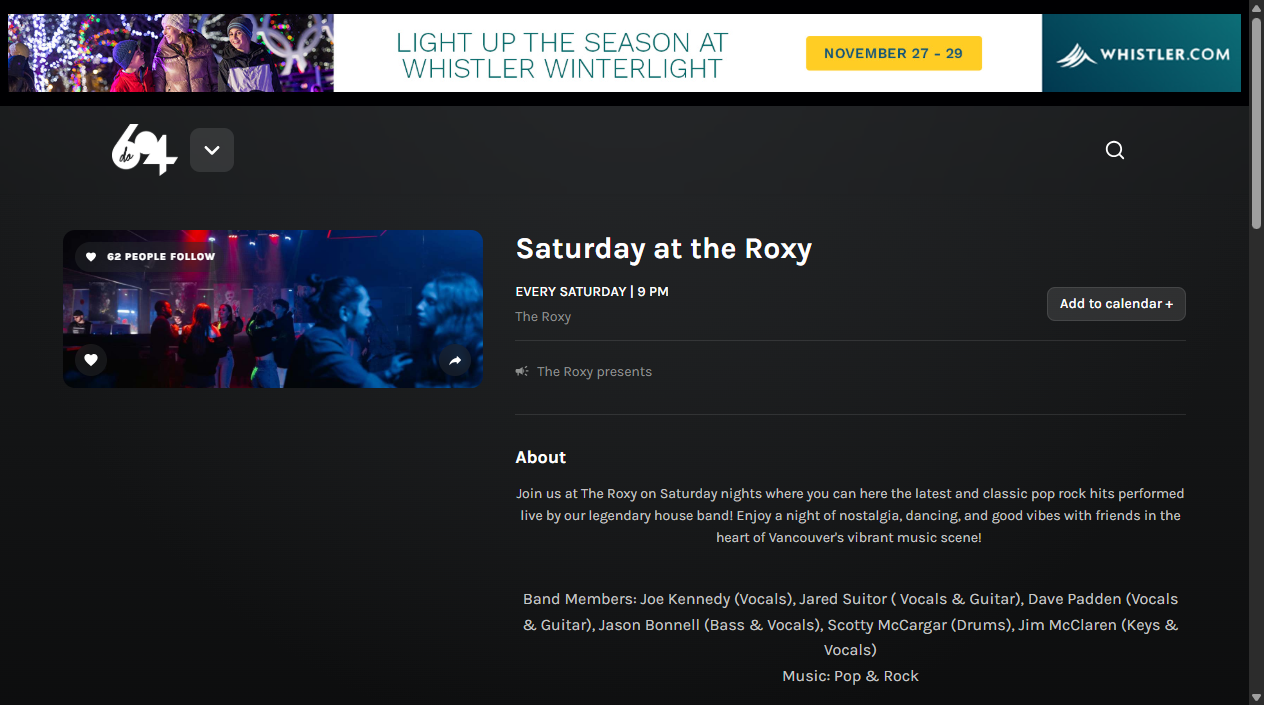 LIGHT UP THE SEASON AT
WHISTLER WINTERLIGHT
NOVEMBER 27 - 29
WHISTLER.COM
do604
62 PEOPLE FOLLOW
Saturday at the Roxy
EVERY SATURDAY | 9 PM
The Roxy
Add to calendar +
The Roxy presents
About
Join us at The Roxy on Saturday nights where you can here the latest and classic pop rock hits performed
live by our legendary house band! Enjoy a night of nostalgia, dancing, and good vibes with friends in the
heart of Vancouver's vibrant music scene!
Band Members: Joe Kennedy (Vocals), Jared Suitor ( Vocals & Guitar), Dave Padden (Vocals
& Guitar), Jason Bonnell (Bass & Vocals), Scotty McCargar (Drums), Jim McClaren (Keys &
Vocals)
Music: Pop & Rock